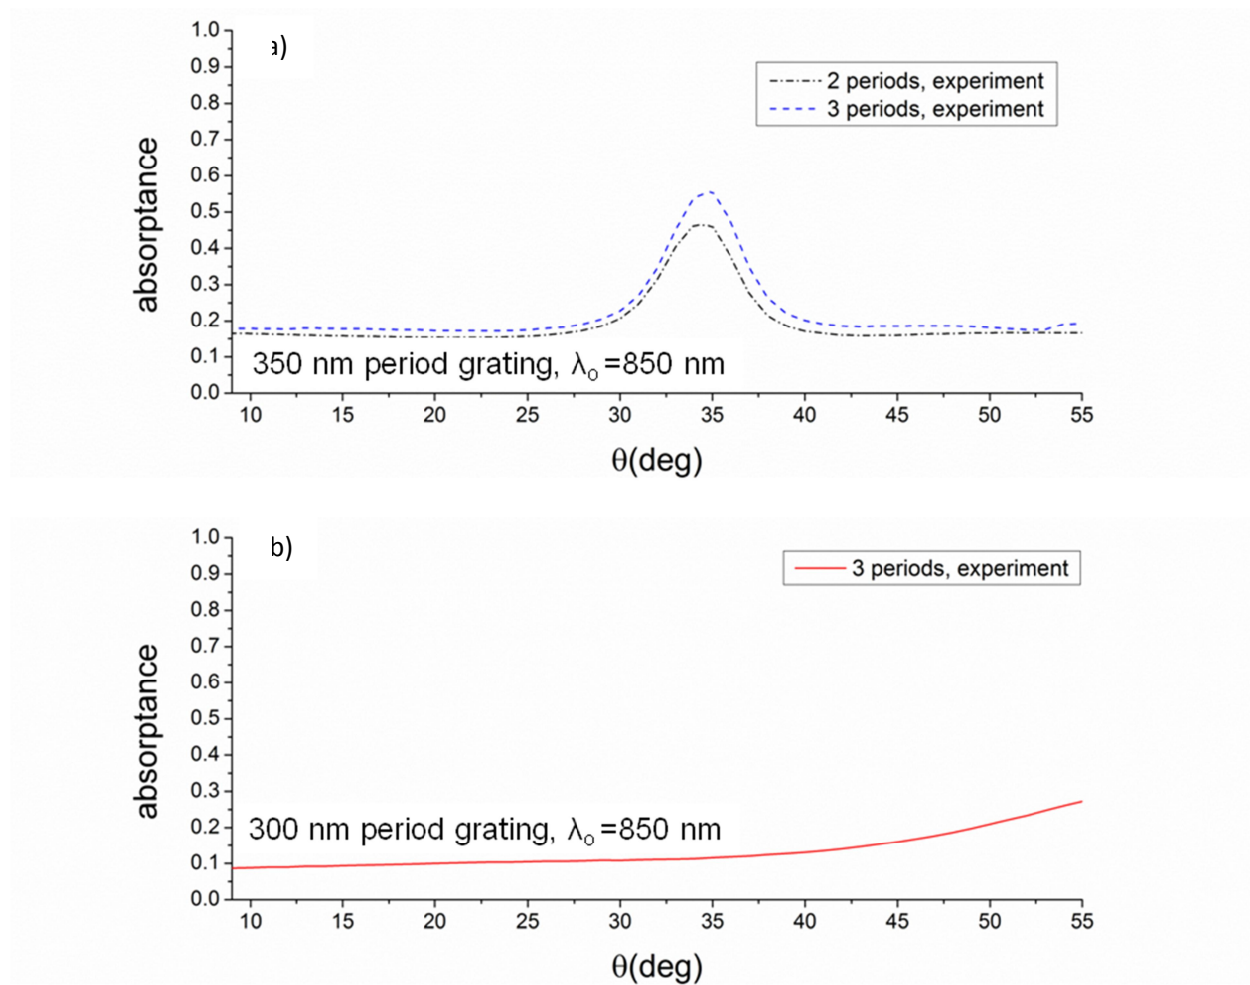 a)
2 periods, experiment
3 periods, experiment
1.0
0.9
0.8
0.7
0.6
0.5
0.4
0.3
0.2
0.1
0.0
absorptance
350 nm period grating, λo=850 nm
10 15 20 25 30 35 40 45 50 55
θ(deg)
b)
3 periods, experiment
1.0
0.9
0.8
0.7
0.6
0.5
0.4
0.3
0.2
0.1
0.0
absorptance
300 nm period grating, λo=850 nm
10 15 20 25 30 35 40 45 50 55
θ(deg)